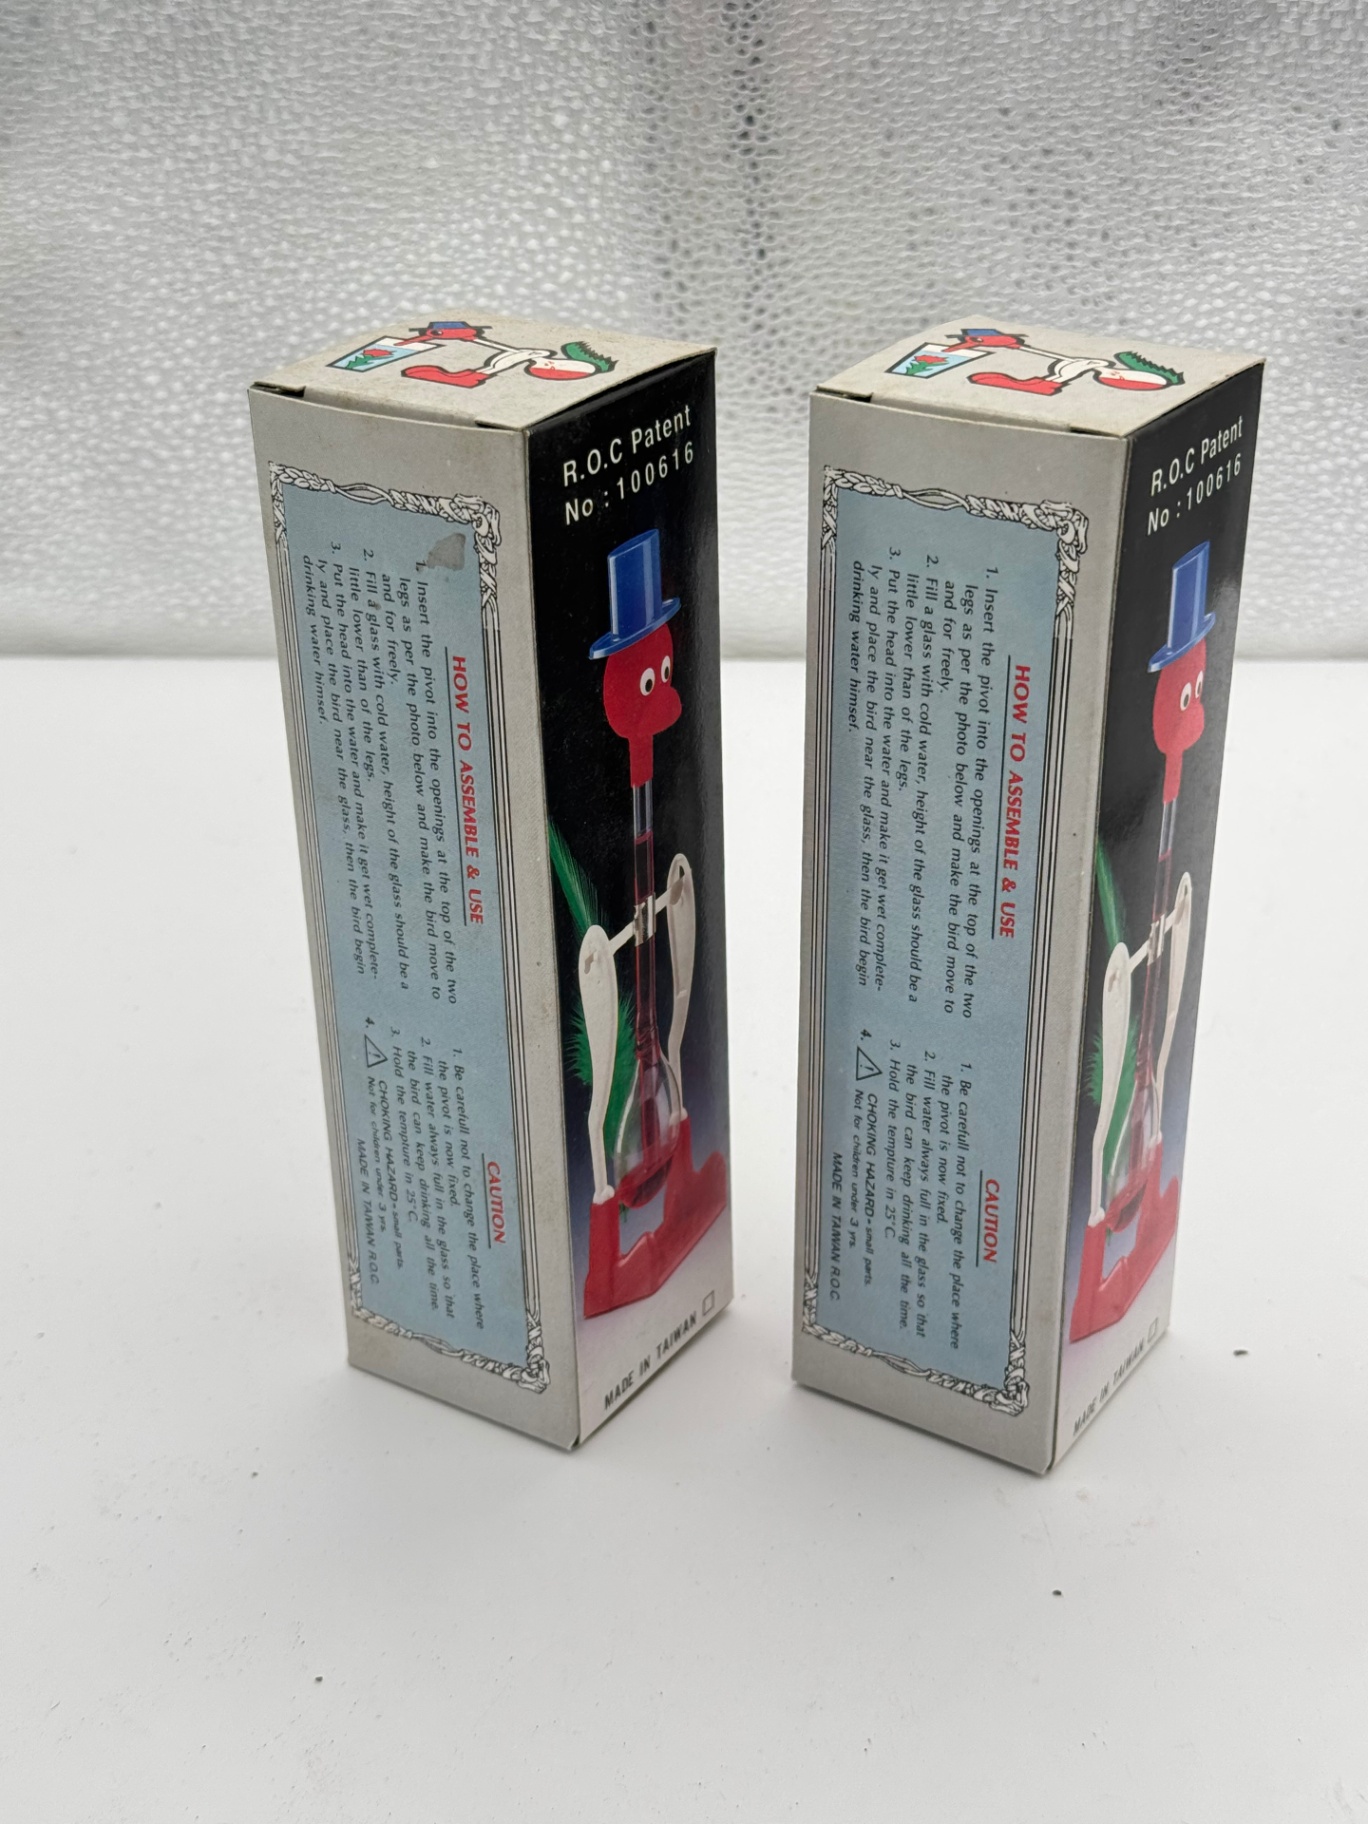 R.O.C Patent
No : 100616
HOW TO ASSEMBLE & USE
1. Insert the pivot into the openings at the top of the two
legs as per the photo below and make the bird move to
and for freely.
2. Fill a glass with cold water, height of the glass should be a
little lower than of the legs.
3. Put the head into the water and make it get wet complete-
ly and place the bird near the glass, then the bird begin
drinking water himsef.
CAUTION
1. Be carefull not to change the place where
the pivot is now fixed.
2. Fill water always full in the glass so that
the bird can keep drinking all the time.
3. Hold the tempture in 25°C.
4. CHOKING HAZARD-small parts.
Not for children under 3 yrs.
MADE IN TAIWAN R.O.C.
MADE IN TAIWAN
R.O.C Patent
No : 100616
HOW TO ASSEMBLE & USE
1. Insert the pivot into the openings at the top of the two
legs as per the photo below and make the bird move to
and for freely.
2. Fill a glass with cold water, height of the glass should be a
little lower than of the legs.
3. Put the head into the water and make it get wet complete-
ly and place the bird near the glass, then the bird begin
drinking water himsef.
CAUTION
1. Be carefull not to change the place where
the pivot is now fixed.
2. Fill water always full in the glass so that
the bird can keep drinking all the time.
3. Hold the tempture in 25°C.
4. CHOKING HAZARD-small parts.
Not for children under 3 yrs.
MADE IN TAIWAN R.O.C.
MADE IN TAIWAN